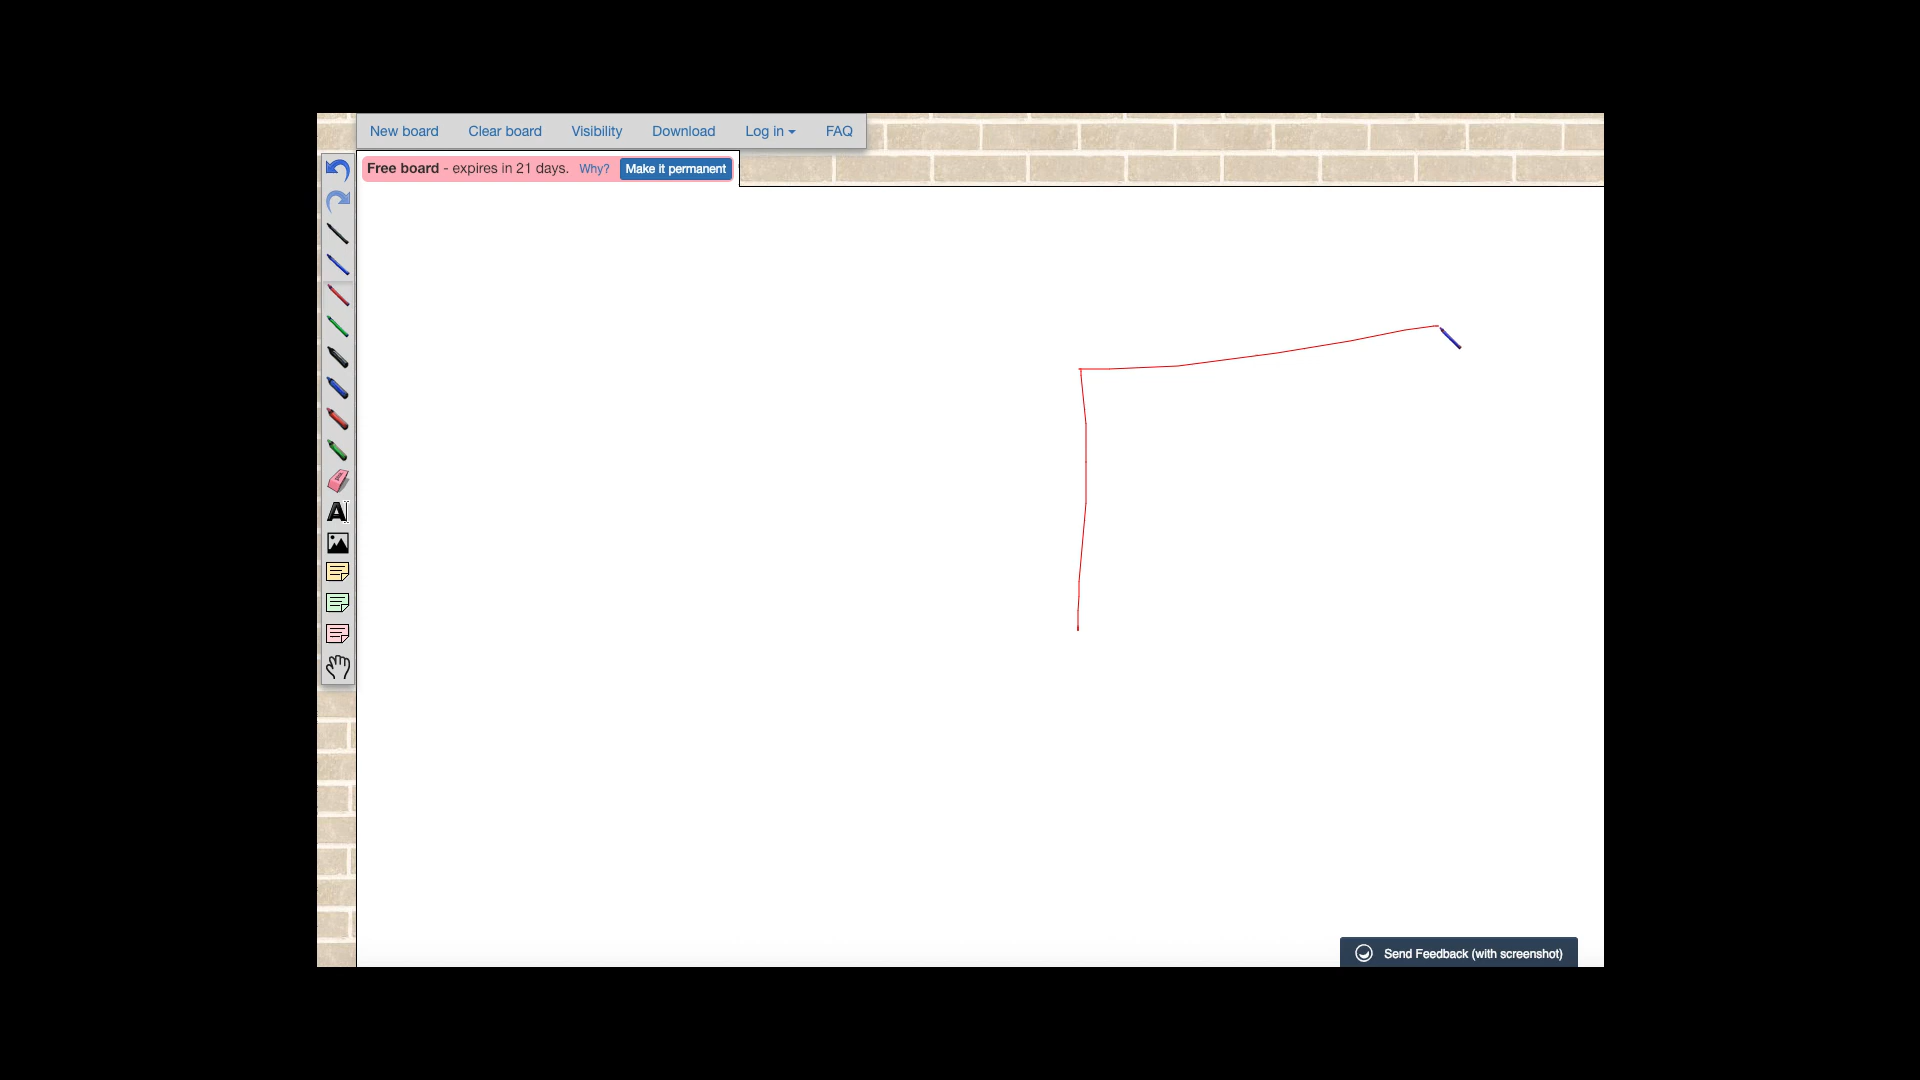 New board Clear board Visibility Download Log in FAQ
Free board - expires in 21 days. Why? Make it permanent
A
Send Feedback (with screenshot)